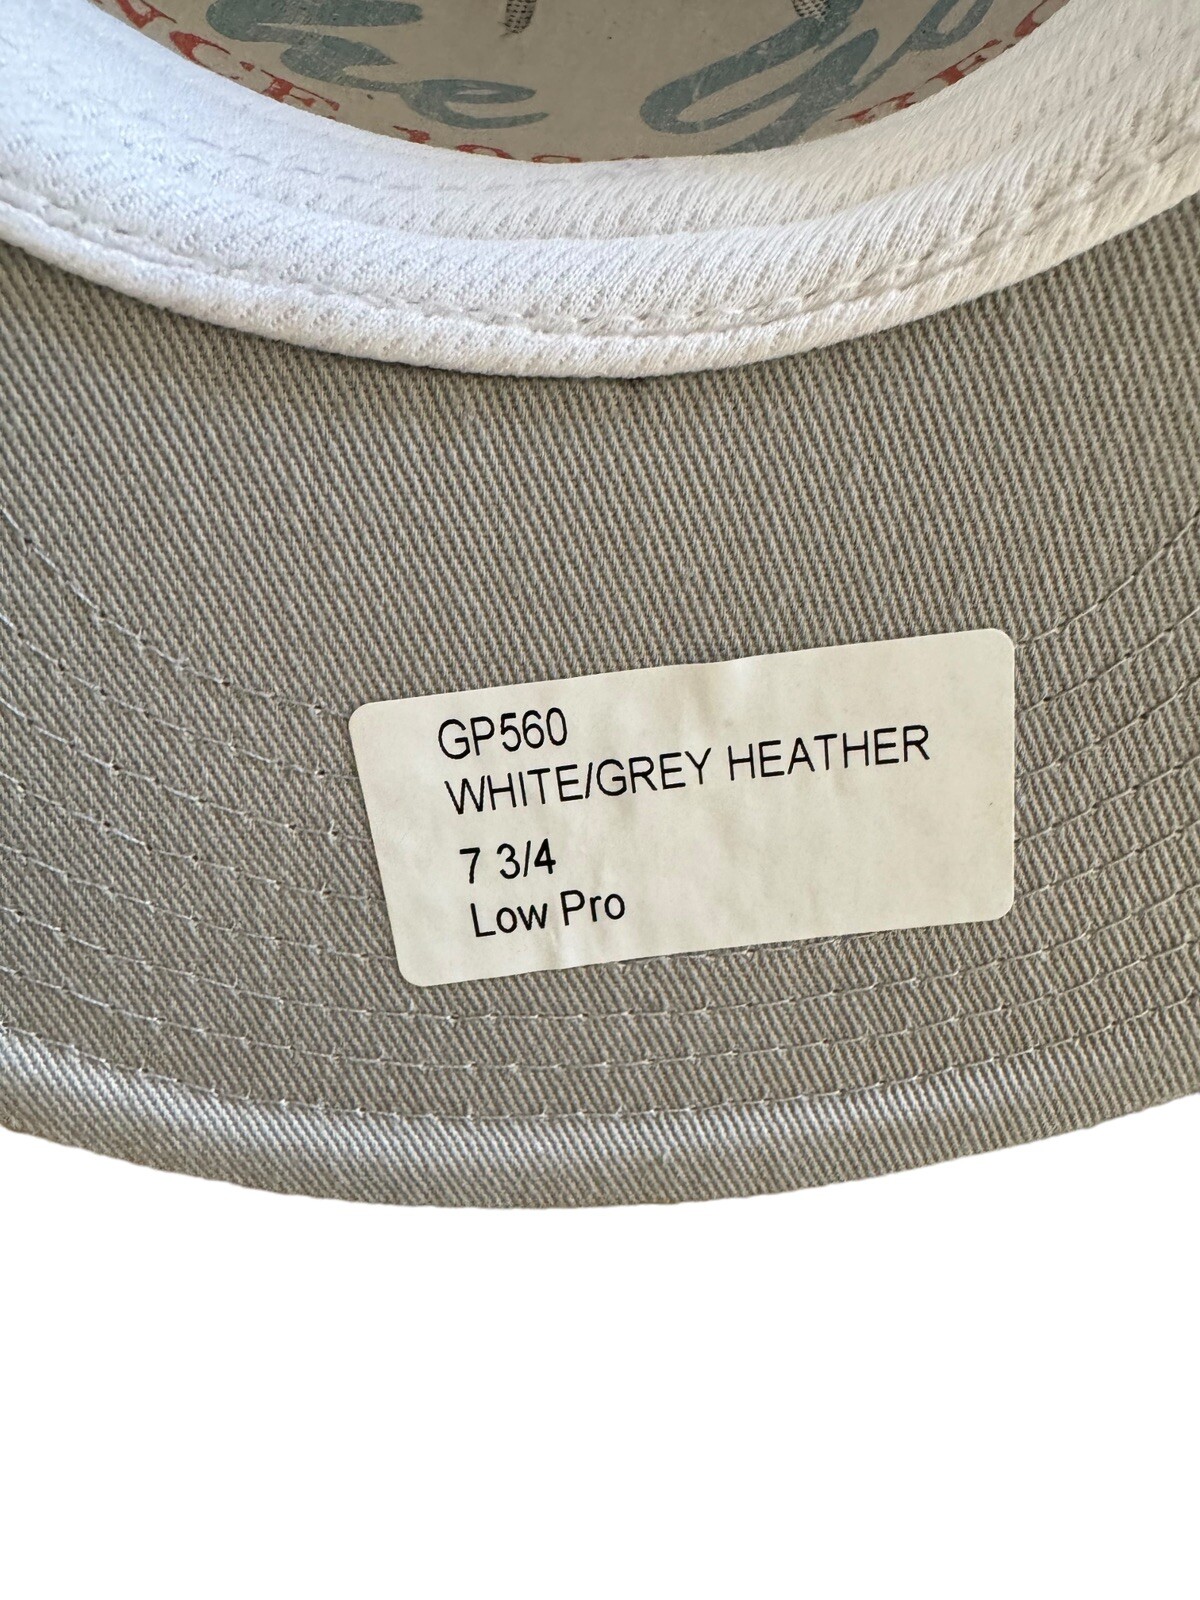 GP560
WHITE/GREY HEATHER
7 3/4
Low Pro